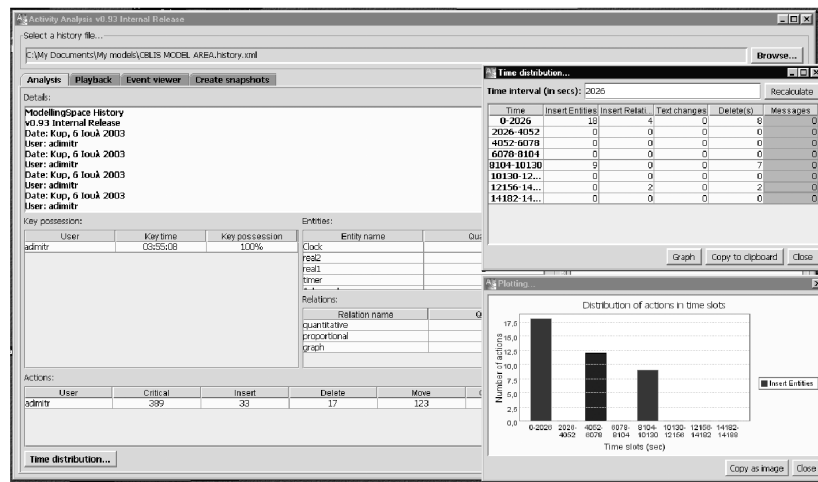 Activity Analysis v0.93 Internal Release
Select a history file...
C:\My Documents\My models\CBLIS MODEL AREA.history.xml
Browse...
Analysis Playback Event viewer Create snapshots
Details:
ModellingSpace History
v0.93 Internal Release
Date: Κυρ, 6 Ιουλ 2003
User: adimitr
Date: Κυρ, 6 Ιουλ 2003
User: adimitr
Date: Κυρ, 6 Ιουλ 2003
User: adimitr
Date: Κυρ, 6 Ιουλ 2003
User: adimitr
Key possession:
User Key time Key possession
adimitr 03:55:08 100%
Entities:
Entity name Qua
Clock
real2
real1
timer
Relations:
Relation name Q
quantitative
proportional
graph
Actions:
User Critical Insert Delete Move
adimitr 389 33 17 123
Time distribution...
Time distribution...
Time interval (in secs): 2026 Recalculate
Time Insert Entities Insert Relati... Text changes Delete(s) Messages
0-2026 18 4 0 8 0
2026-4052 0 0 0 0 0
4052-6078 0 0 0 0 0
6078-8104 0 0 0 0 0
8104-10130 9 0 0 7 0
10130-12... 0 0 0 0 0
12156-14... 0 2 0 2 0
14182-14... 0 0 0 0 0
Graph Copy to clipboard Close
Plotting...
Distribution of actions in time slots
Number of actions
17,5
15,0
12,5
10,0
7,5
5,0
2,5
0,0
0-2026 2026-4052 4052-6078 6078-8104 8104-10130 10130-12156 12156-14182 14182-14189
Time slots (sec)
Insert Entities
Copy as image Close